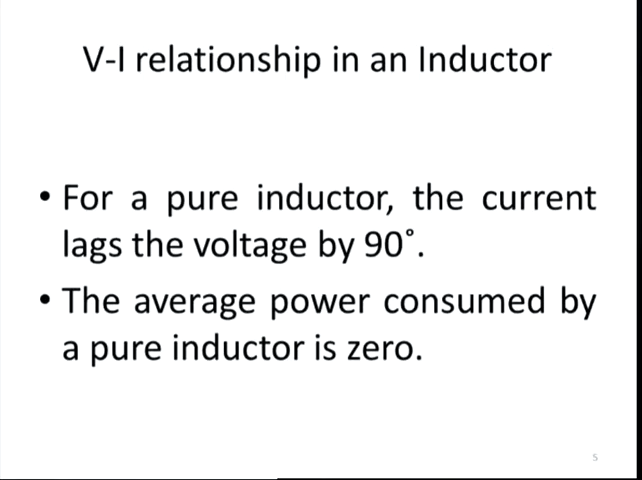 V-I relationship in an Inductor
• For a pure inductor, the current
lags the voltage by 90˚.
• The average power consumed by
a pure inductor is zero.
5